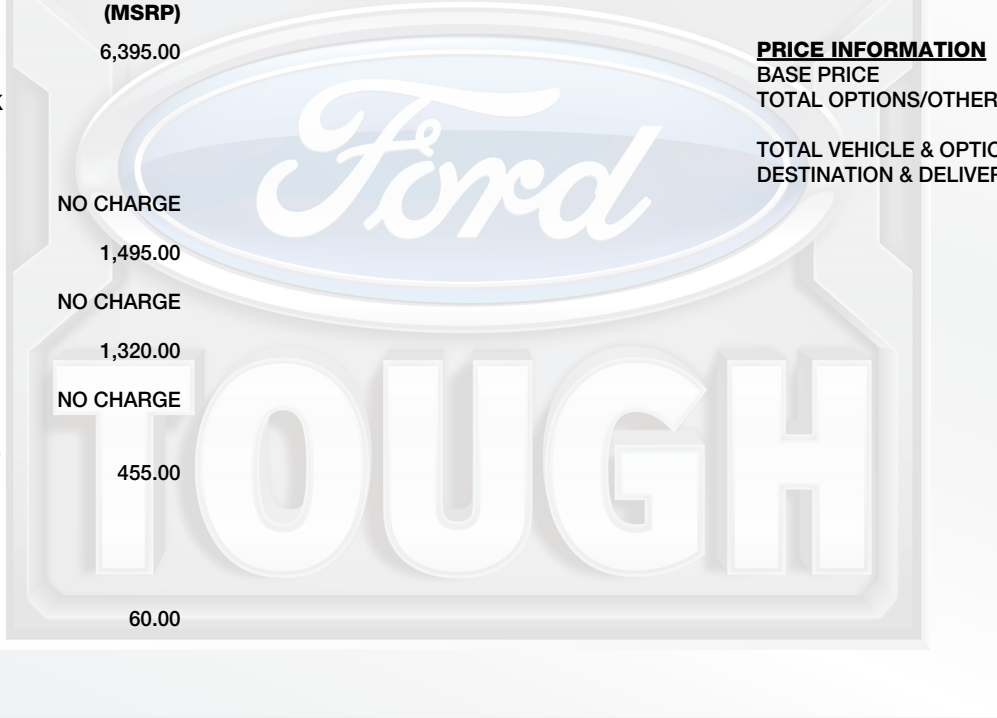 (MSRP)
6,395.00
NO CHARGE
1,495.00
NO CHARGE
1,320.00
NO CHARGE
455.00
60.00
PRICE INFORMATION
BASE PRICE
TOTAL OPTIONS/OTHER
TOTAL VEHICLE & OPTIO
DESTINATION & DELIVER
Ford
TOUGH